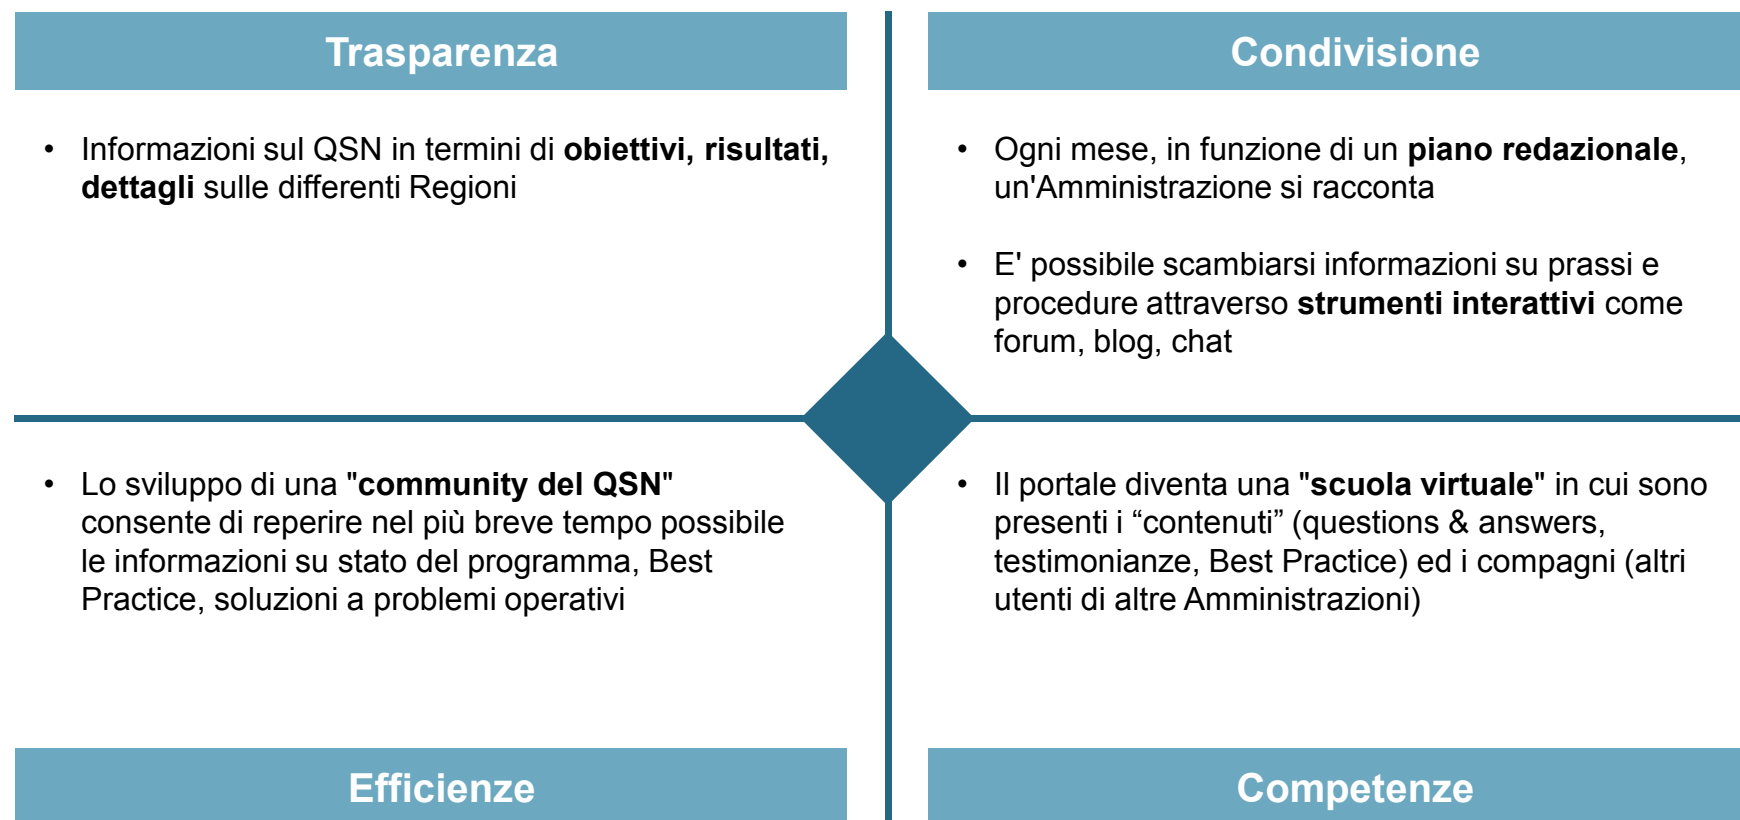 Trasparenza
• Informazioni sul QSN in termini di obiettivi, risultati,
dettagli sulle differenti Regioni
Condivisione
• Ogni mese, in funzione di un piano redazionale,
un'Amministrazione si racconta
• E' possibile scambiarsi informazioni su prassi e
procedure attraverso strumenti interattivi come
forum, blog, chat
• Lo sviluppo di una "community del QSN"
consente di reperire nel più breve tempo possibile
le informazioni su stato del programma, Best
Practice, soluzioni a problemi operativi
Efficienze
• Il portale diventa una "scuola virtuale" in cui sono
presenti i “contenuti” (questions & answers,
testimonianze, Best Practice) ed i compagni (altri
utenti di altre Amministrazioni)
Competenze